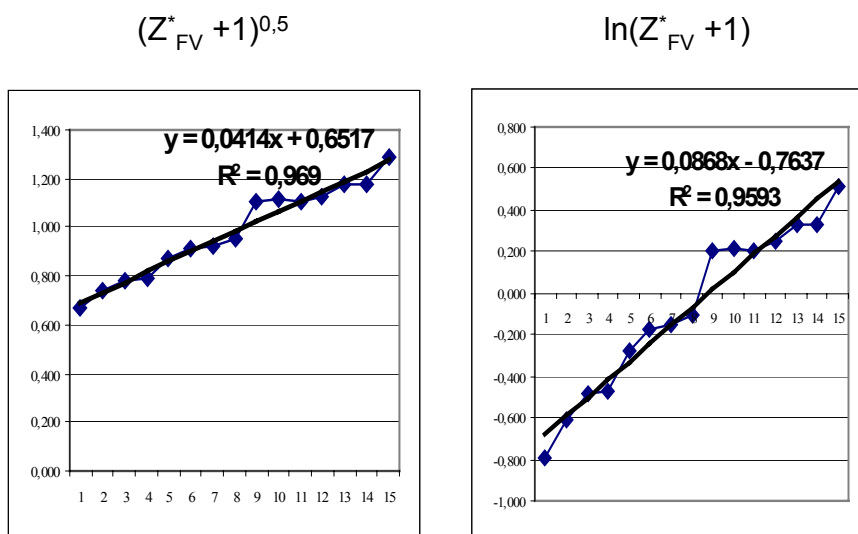 (Z*FV +1)0,5
1,400
y = 0,0414x + 0,6517
R² = 0,969
1,200
1,000
0,800
0,600
0,400
0,200
0,000
1 2 3 4 5 6 7 8 9 10 11 12 13 14 15
ln(Z*FV +1)
0,800
0,600
y = 0,0868x - 0,7637
R² = 0,9593
0,400
0,200
0,000
1 2 3 4 5 6 7 8 9 10 11 12 13 14 15
-0,200
-0,400
-0,600
-0,800
-1,000